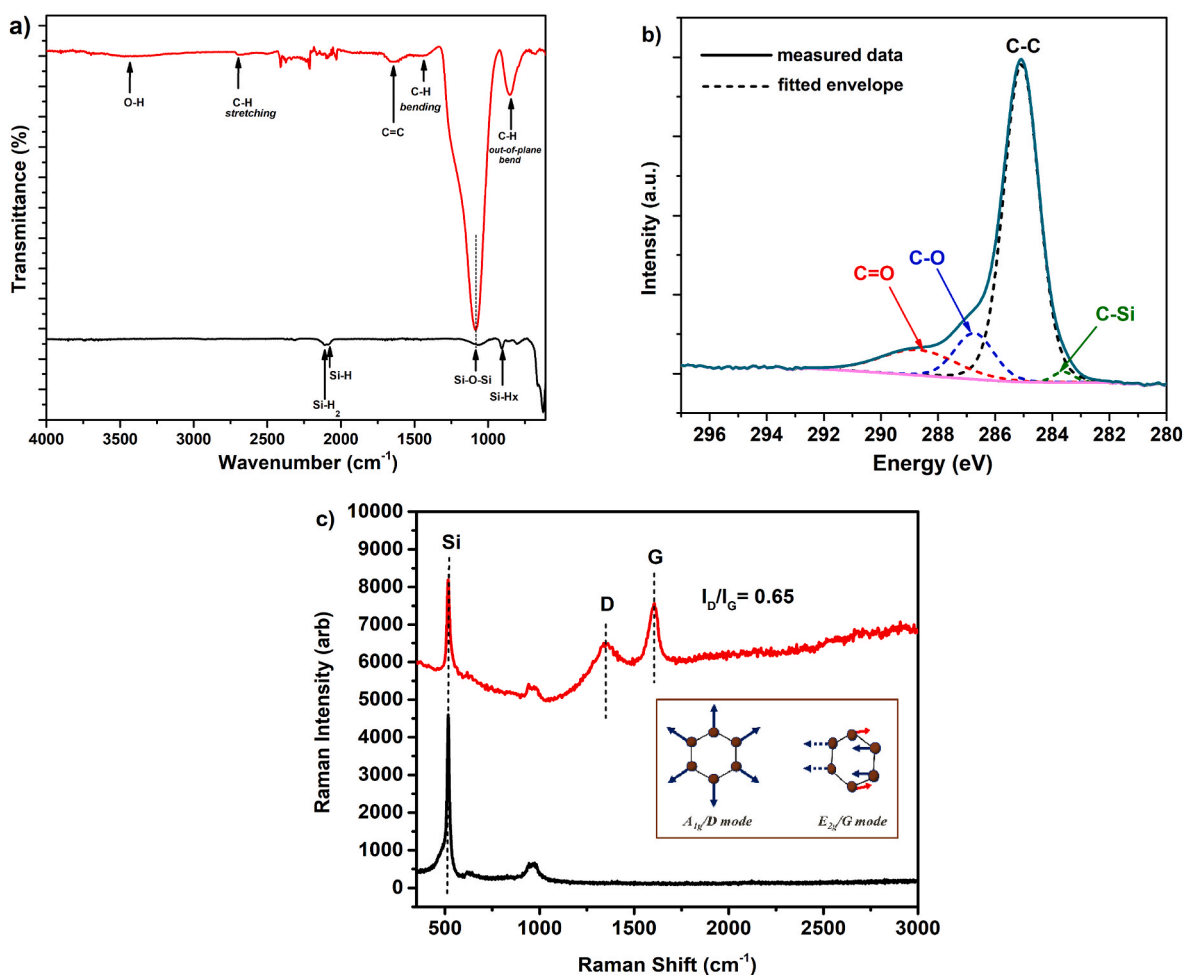 a)
Transmittance (%)
O-H
C-H
stretching
C=C
C-H
bending
C-H
out-of-plane
bend
Si-H
Si-H₂
Si-O-Si
Si-Hx
4000 3500 3000 2500 2000 1500 1000
Wavenumber (cm⁻¹)
b)
measured data
fitted envelope
C-C
C=O
C-O
C-Si
Intensity (a.u.)
296 294 292 290 288 286 284 282 280
Energy (eV)
c)
Raman Intensity (arb)
10000
9000
8000
7000
6000
5000
4000
3000
2000
1000
0
Si
D
G
I_D/I_G= 0.65
A₁g/D mode
E₂g/G mode
500 1000 1500 2000 2500 3000
Raman Shift (cm⁻¹)